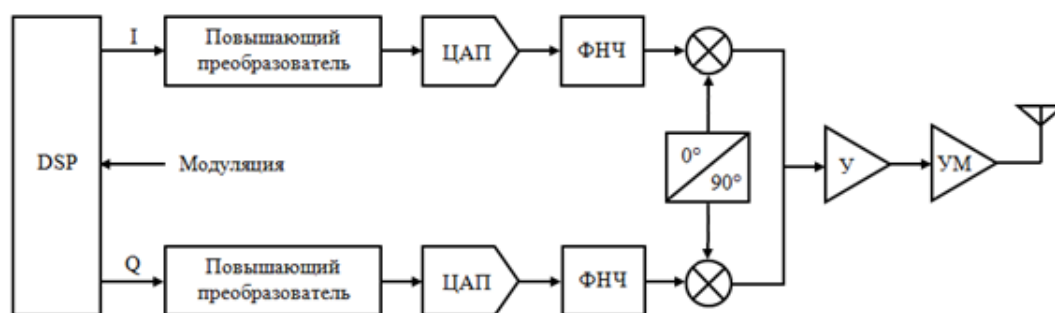 I
Повышающий
преобразователь
ЦАП
ФНЧ
DSP
Модуляция
0°
90°
У
УМ
Q
Повышающий
преобразователь
ЦАП
ФНЧ